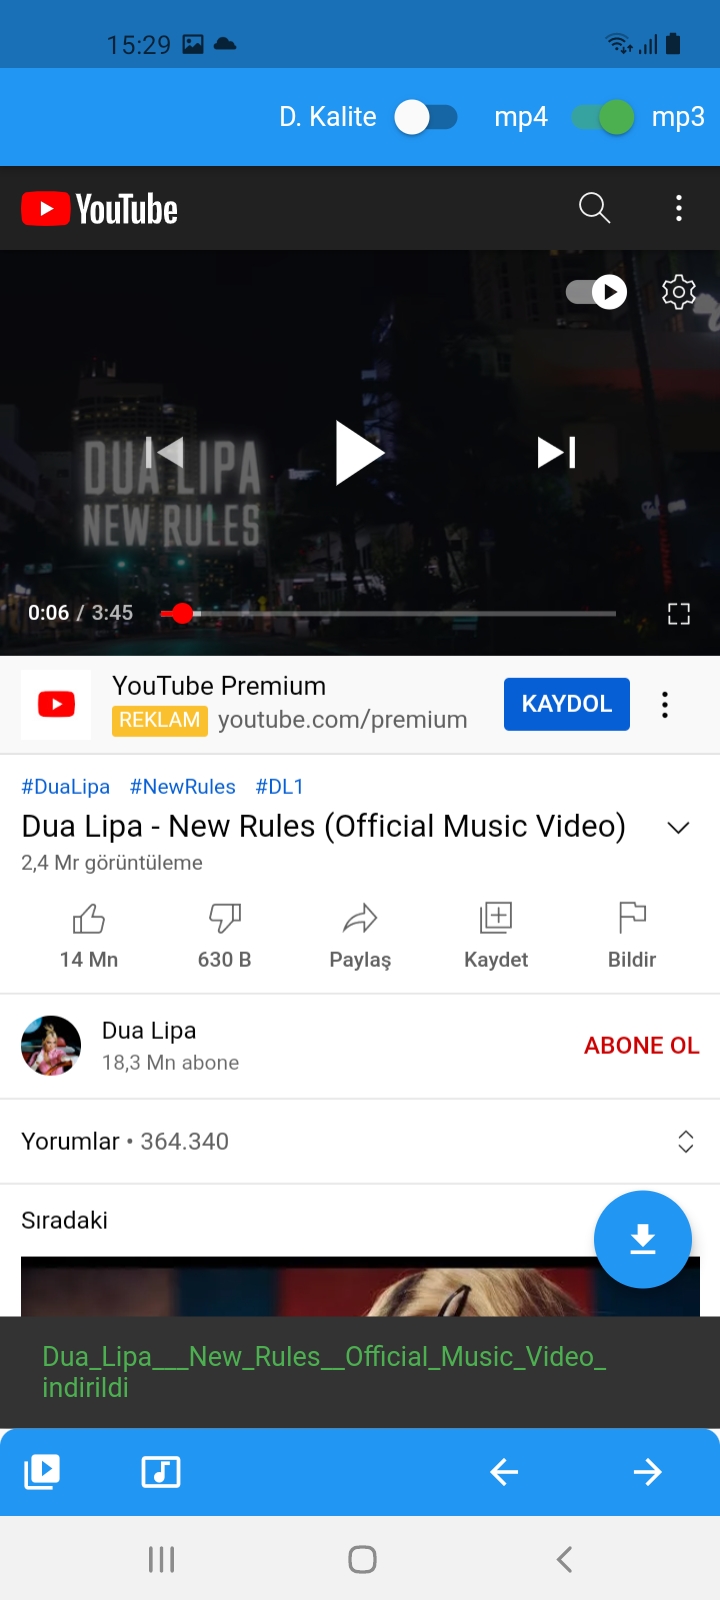 15:29
D. Kalite mp4 mp3
YouTube
DUA LIPA
NEW RULES
0:06 / 3:45
YouTube Premium
REKLAM youtube.com/premium
KAYDOL
#DuaLipa #NewRules #DL1
Dua Lipa - New Rules (Official Music Video)
2,4 Mr görüntüleme
14 Mn 630 B Paylaş Kaydet Bildir
Dua Lipa
18,3 Mn abone
ABONE OL
Yorumlar • 364.340
Sıradaki
Dua_Lipa___New_Rules__Official_Music_Video_
indirildi